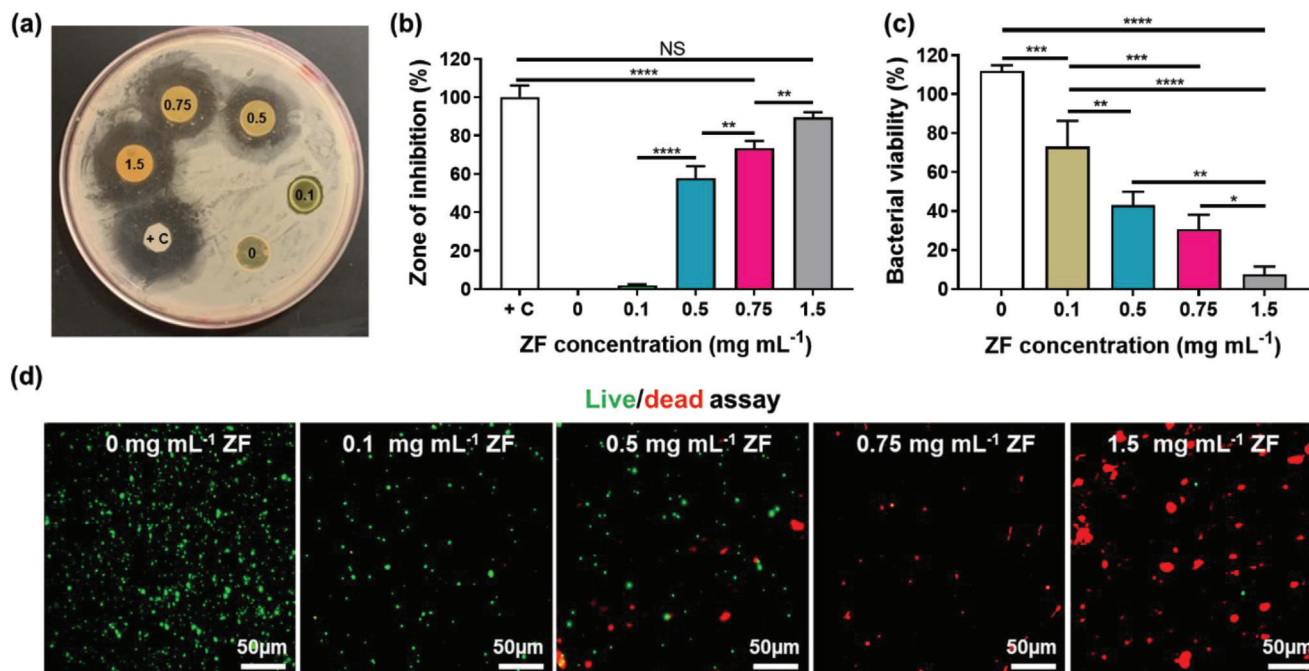 (a)
0.75
0.5
1.5
0.1
+ C
0
(b)
NS
****
**
**
****
Zone of inhibition (%)
120
100
80
60
40
20
0
+ C 0 0.1 0.5 0.75 1.5
ZF concentration (mg mL⁻¹)
(c)
****
***
***
****
**
**
*
Bacterial viability (%)
120
100
80
60
40
20
0
0 0.1 0.5 0.75 1.5
ZF concentration (mg mL⁻¹)
(d)
Live/dead assay
0 mg mL⁻¹ ZF
50µm
0.1 mg mL⁻¹ ZF
50µm
0.5 mg mL⁻¹ ZF
50µm
0.75 mg mL⁻¹ ZF
50µm
1.5 mg mL⁻¹ ZF
50µm